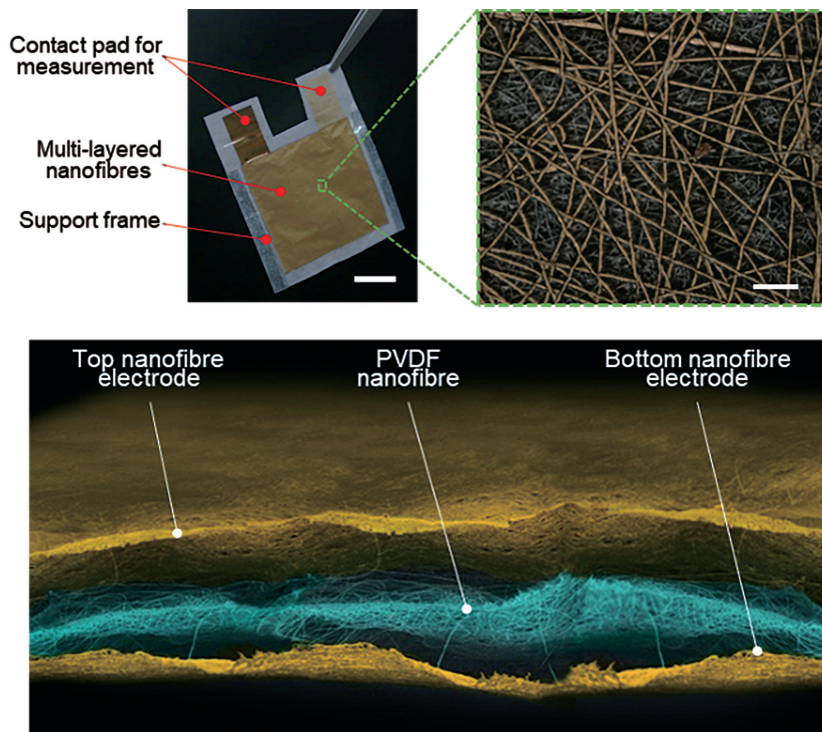 Contact pad for
measurement
Multi-layered
nanofibres
Support frame
Top nanofibre
electrode
PVDF
nanofibre
Bottom nanofibre
electrode